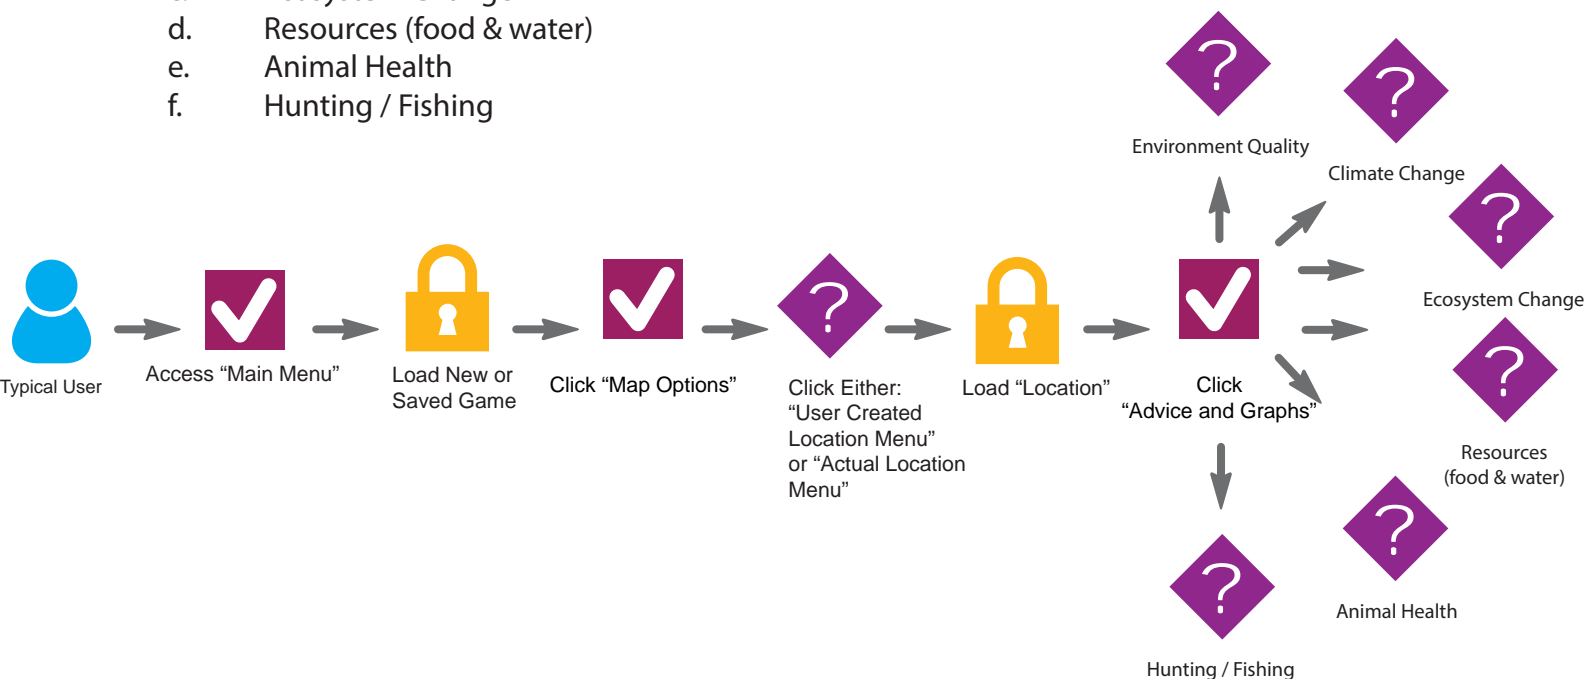 d. Resources (food & water)
e. Animal Health
f. Hunting / Fishing
Environment Quality
Climate Change
Ecosystem Change
Typical User
Access “Main Menu”
Load New or
Saved Game
Click “Map Options”
Click Either:
“User Created
Location Menu”
or “Actual Location
Menu”
Load “Location”
Click
“Advice and Graphs”
Resources
(food & water)
Animal Health
Hunting / Fishing